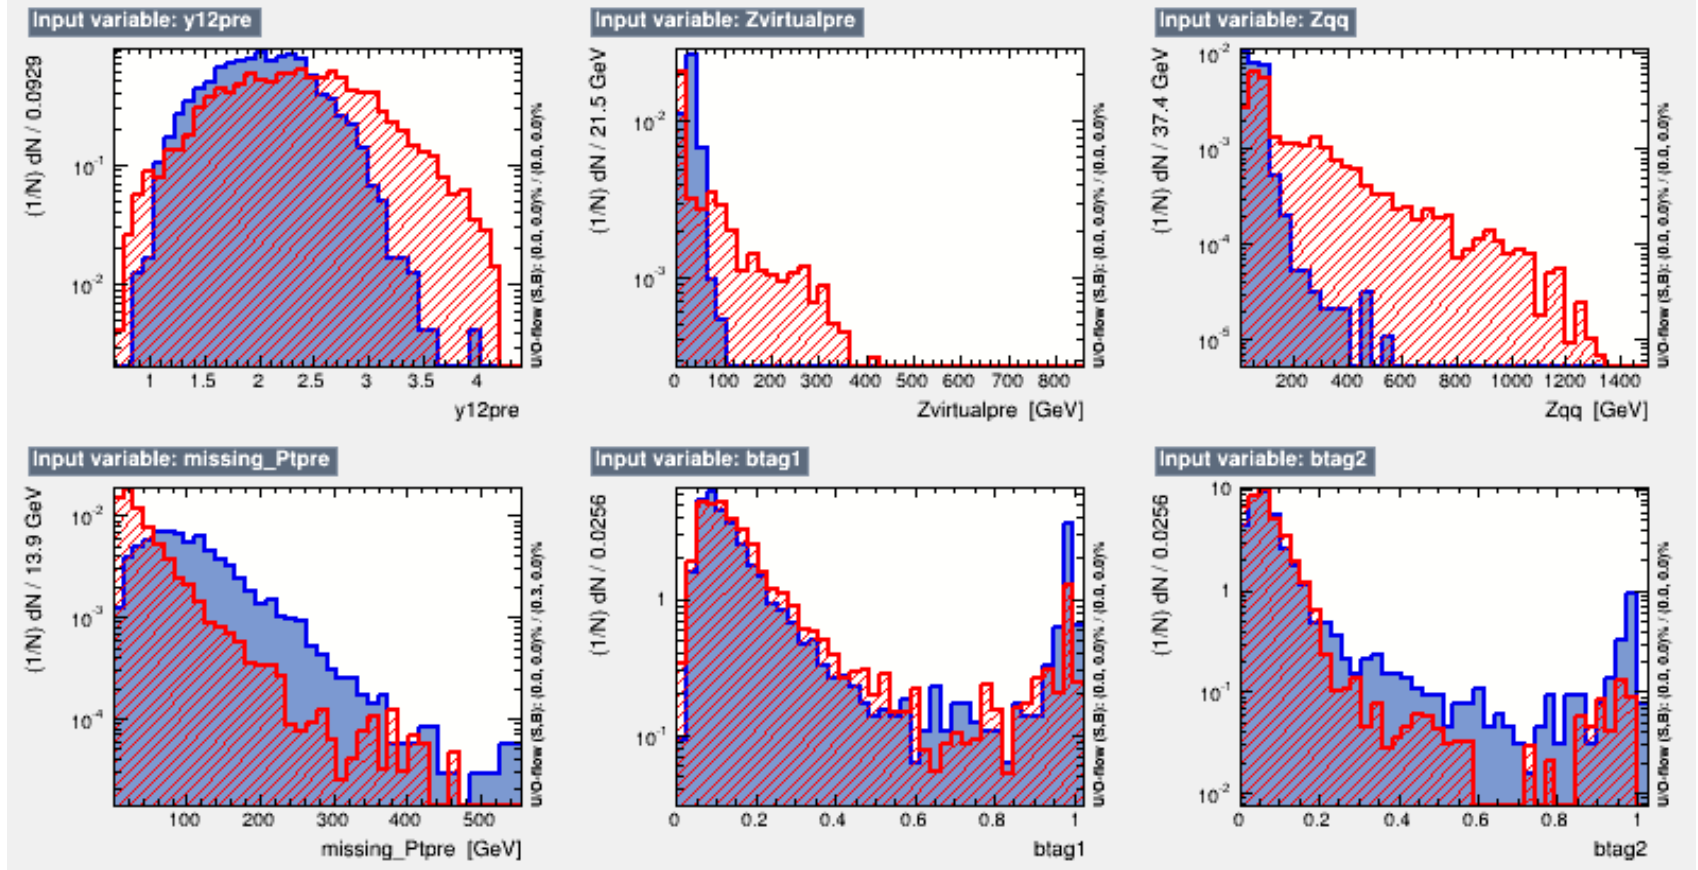 Input variable: y12pre
(1/N) dN / 0.0929
10⁻¹
10⁻²
1 1.5 2 2.5 3 3.5 4
y12pre
U/O-flow (S,B): (0.0, 0.0)% / (0.0, 0.0)%
Input variable: Zvirtualpre
(1/N) dN / 21.5 GeV
10⁻²
10⁻³
0 100 200 300 400 500 600 700 800
Zvirtualpre [GeV]
U/O-flow (S,B): (0.0, 0.0)% / (0.0, 0.0)%
Input variable: Zqq
(1/N) dN / 37.4 GeV
10⁻²
10⁻³
10⁻⁴
10⁻⁵
200 400 600 800 1000 1200 1400
Zqq [GeV]
U/O-flow (S,B): (0.0, 0.0)% / (0.0, 0.0)%
Input variable: missing_Ptpre
(1/N) dN / 13.9 GeV
10⁻²
10⁻³
10⁻⁴
100 200 300 400 500
missing_Ptpre [GeV]
U/O-flow (S,B): (0.0, 0.0)% / (0.3, 0.0)%
Input variable: btag1
(1/N) dN / 0.0256
1
10⁻¹
0 0.2 0.4 0.6 0.8 1
btag1
U/O-flow (S,B): (0.0, 0.0)% / (0.0, 0.0)%
Input variable: btag2
(1/N) dN / 0.0256
10
1
10⁻¹
10⁻²
0 0.2 0.4 0.6 0.8 1
btag2
U/O-flow (S,B): (0.0, 0.0)% / (0.0, 0.0)%